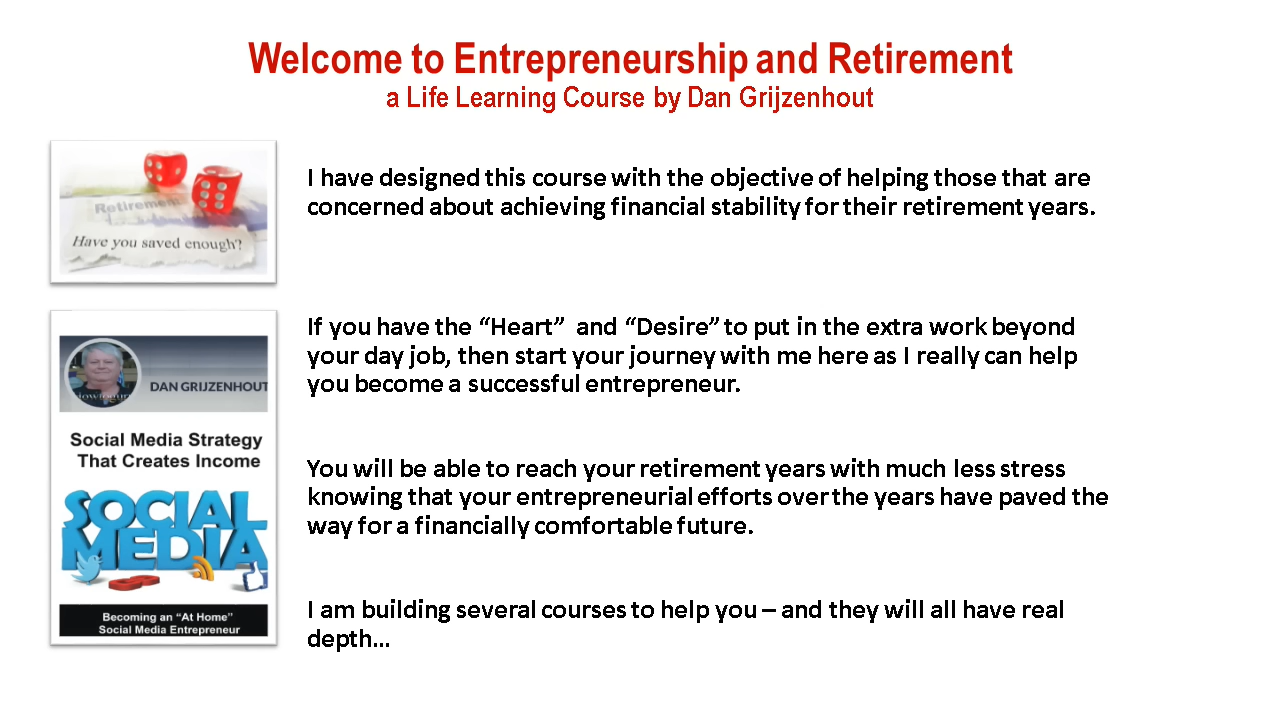 Welcome to Entrepreneurship and Retirement
a Life Learning Course by Dan Grijzenhout
Retirement
Have you saved enough?
I have designed this course with the objective of helping those that are
concerned about achieving financial stability for their retirement years.
If you have the “Heart”  and “Desire” to put in the extra work beyond
your day job, then start your journey with me here as I really can help
you become a successful entrepreneur.
DAN GRIJZENHOUT
Social Media Strategy
That Creates Income
SOCIAL
MEDIA
Becoming an “At Home”
Social Media Entrepreneur
You will be able to reach your retirement years with much less stress
knowing that your entrepreneurial efforts over the years have paved the
way for a financially comfortable future.
I am building several courses to help you – and they will all have real
depth…